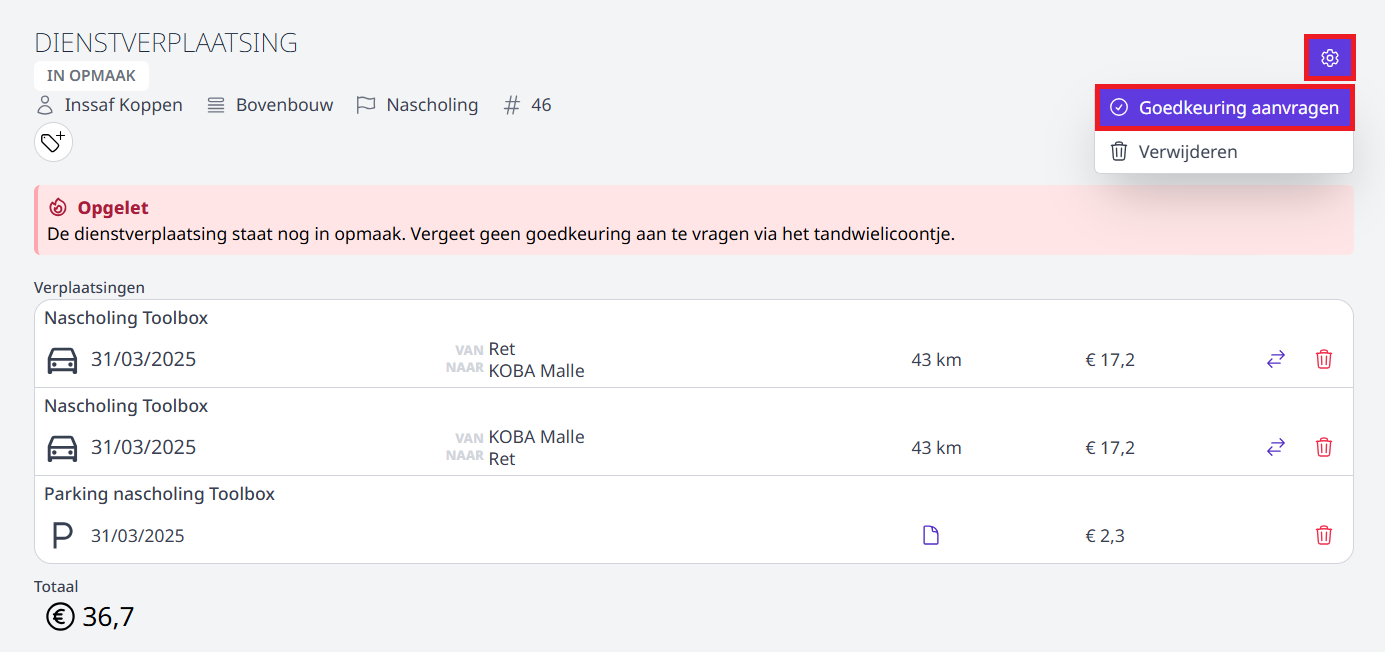 DIENSTVERPLAATSING
IN OPMAAK
Inssaf Koppen Bovenbouw Nascholing # 46
Goedkeuring aanvragen
Verwijderen
Opgelet
De dienstverplaatsing staat nog in opmaak. Vergeet geen goedkeuring aan te vragen via het tandwielicoontje.
Verplaatsingen
Nascholing Toolbox
31/03/2025 VAN Ret 43 km € 17,2
NAAR KOBA Malle
Nascholing Toolbox
31/03/2025 VAN KOBA Malle 43 km € 17,2
NAAR Ret
Parking nascholing Toolbox
P 31/03/2025 € 2,3
Totaal
€ 36,7